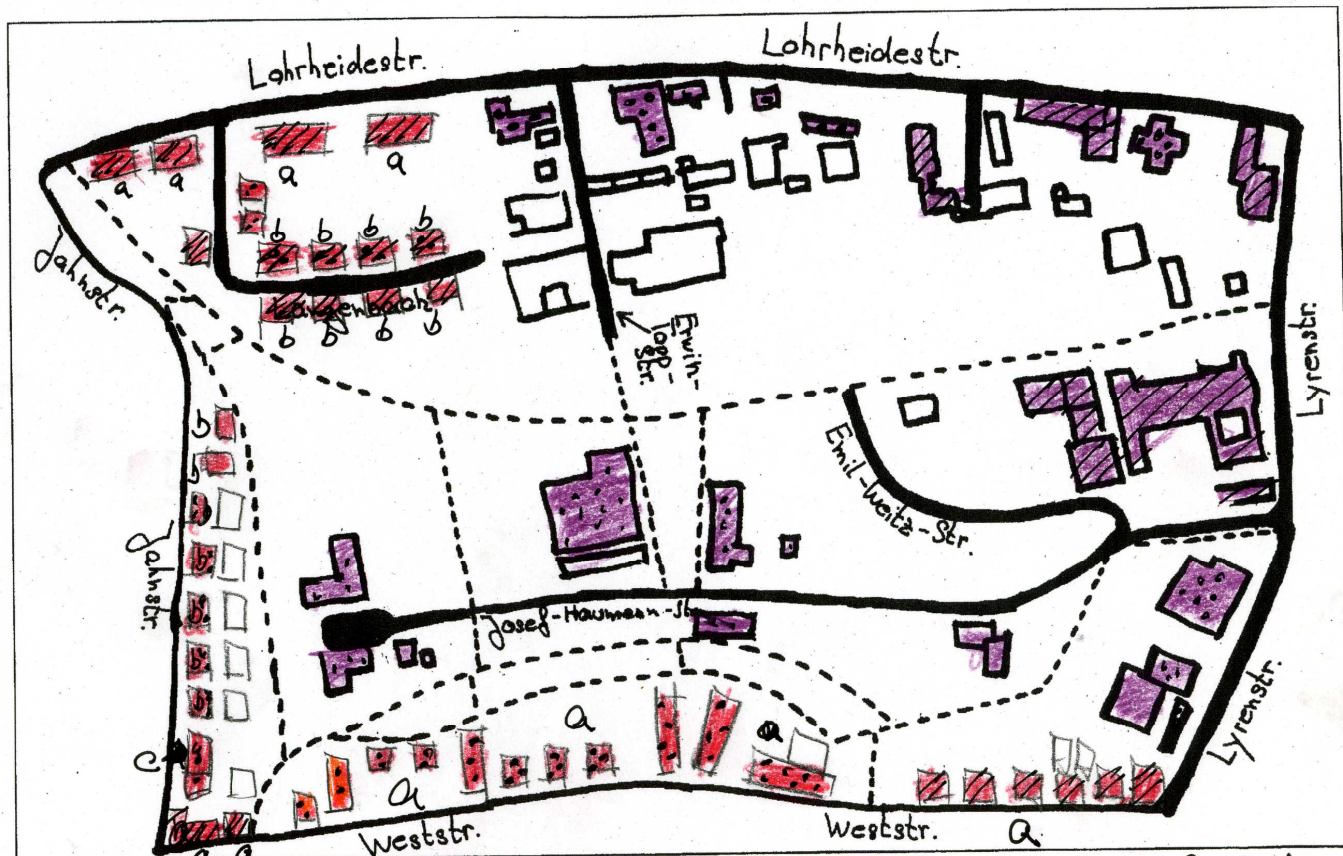 Lohrheidestr.
Lohrheidestr.
a
a
a
a
b
b
b
b
Jahnstr.
b
b
b
b
Erwin-
Topp-
Str.
Lyrenstr.
b
b
Emil-Weitz-Str.
Jahnstr.
b
b
b
b
Josef-Haumann-Str
Lyrenstr.
a
a
a
Weststr.
Weststr.
a